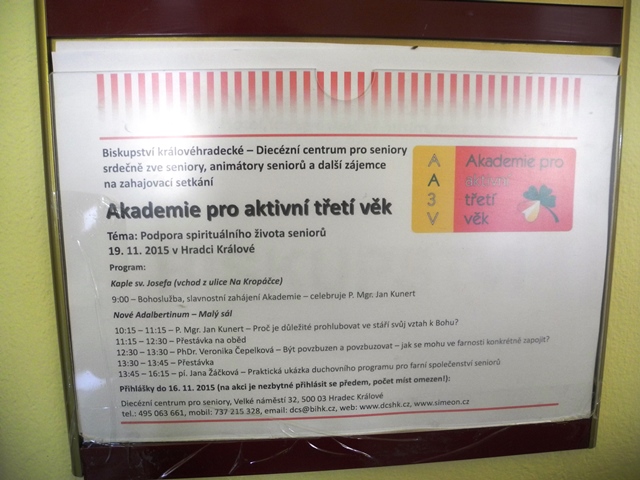 Biskupství královéhradecké – Diecézní centrum pro seniory
srdečně zve seniory, animátory seniorů a další zájemce
na zahajovací setkání
Akademie pro aktivní třetí věk
A Akademie pro
A aktivní
3 třetí
V věk
Téma: Podpora spirituálního života seniorů
19. 11. 2015 v Hradci Králové
Program:
Kaple sv. Josefa (vchod z ulice Na Kropáčce)
9:00 – Bohoslužba, slavnostní zahájení Akademie – celebruje P. Mgr. Jan Kunert
Nové Adalbertinum – Malý sál
10:15 – 11:15 – P. Mgr. Jan Kunert – Proč je důležité prohlubovat ve stáří svůj vztah k Bohu?
11:15 – 12:30 – Přestávka na oběd
12:30 – 13:30 – PhDr. Veronika Čepelková – Být povzbuzen a povzbuzovat – jak se mohu ve farnosti konkrétně zapojit?
13:30 – 13:45 – Přestávka
13:45 – 16:15 – pí. Jana Žáčková – Praktická ukázka duchovního programu pro farní společenství seniorů
Přihlášky do 16. 11. 2015 (na akci je nezbytné přihlásit se předem, počet míst omezen!):
Diecézní centrum pro seniory, Velké náměstí 32, 500 03 Hradec Králové
tel.: 495 063 661, mobil: 737 215 328, email: dcs@bihk.cz, web: www.dcshk.cz, www.simeon.cz